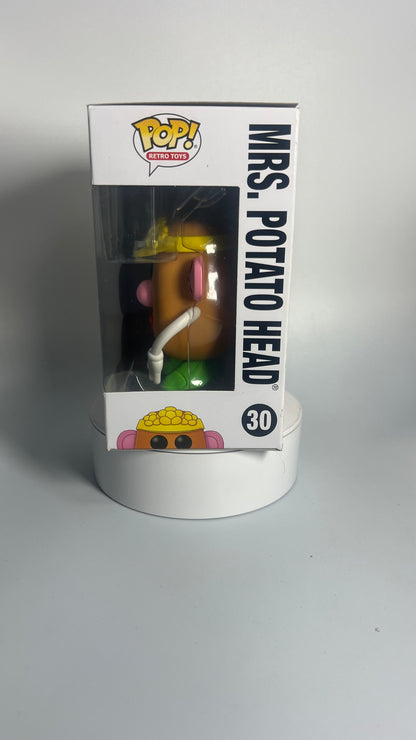 POP!
RETRO TOYS
MRS. POTATO HEAD®
30